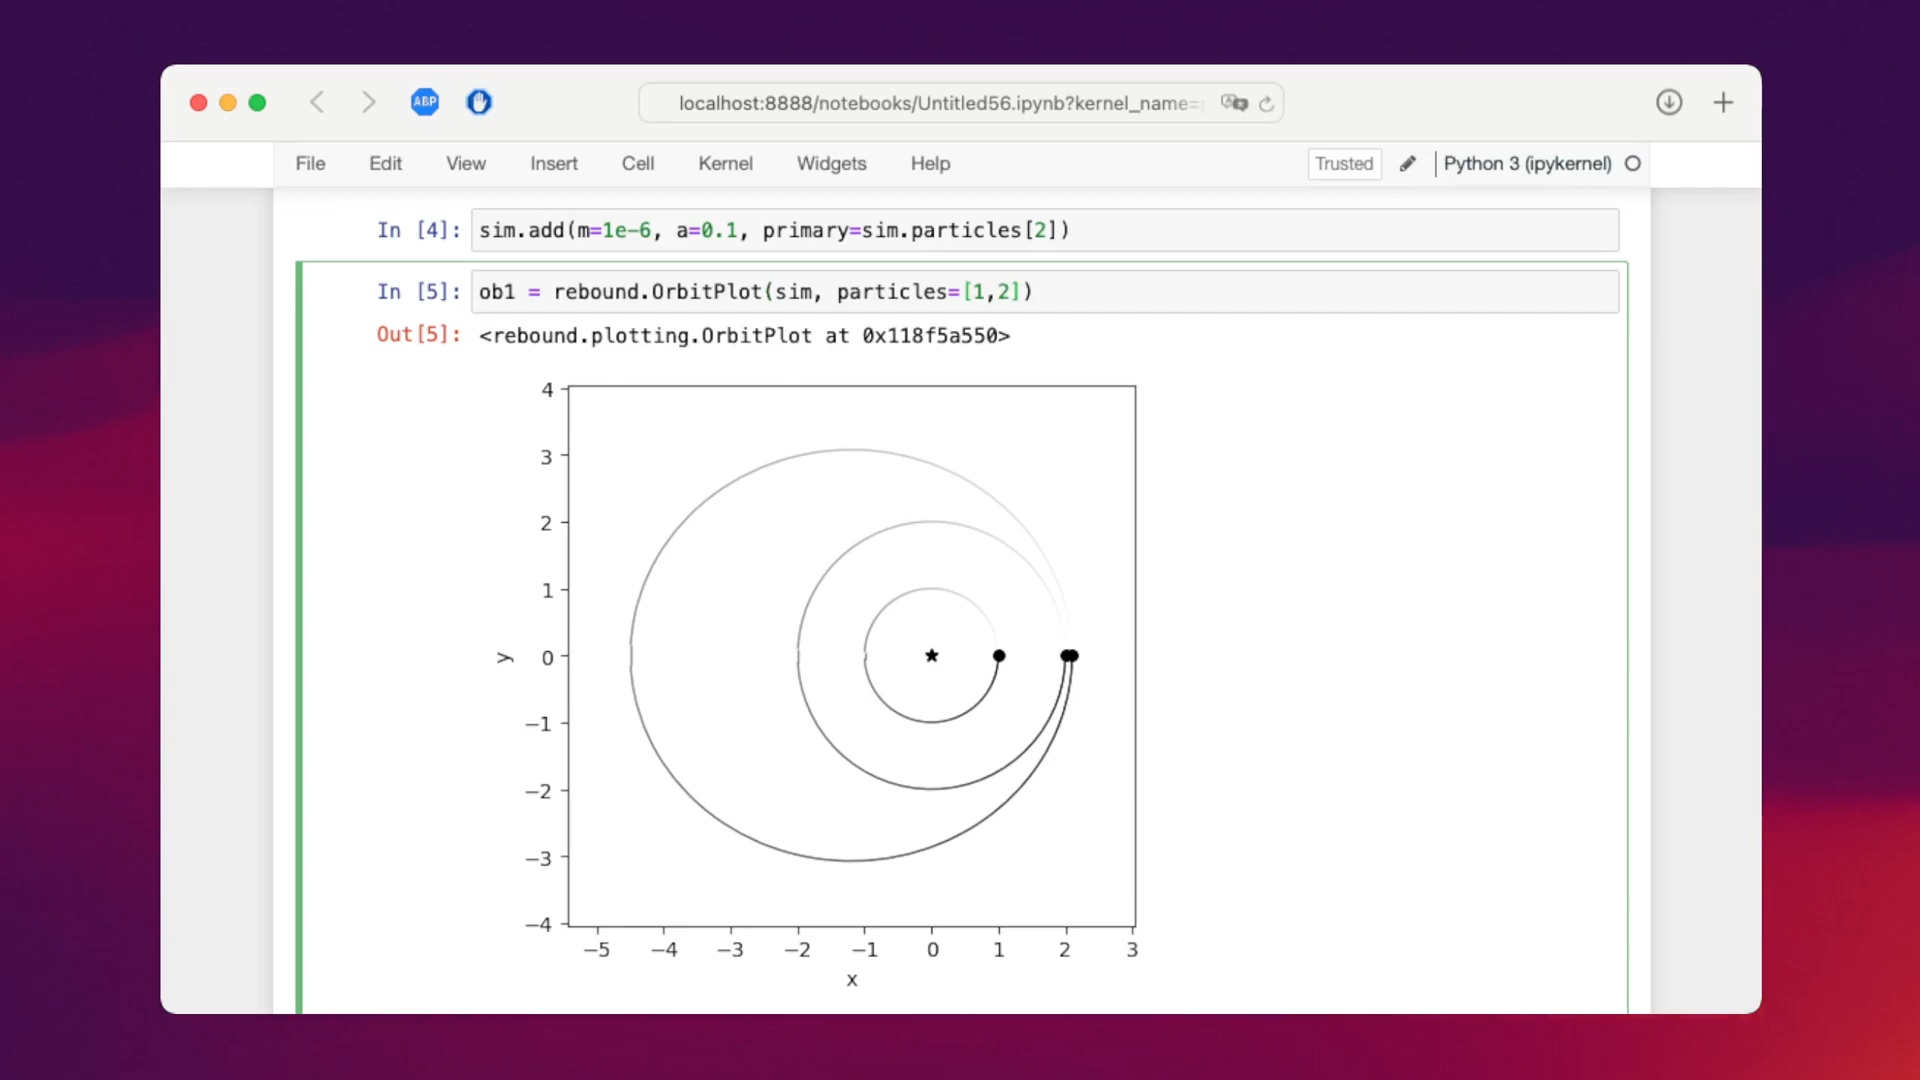 ABP
localhost:8888/notebooks/Untitled56.ipynb?kernel_name=
File Edit View Insert Cell Kernel Widgets Help Trusted Python 3 (ipykernel)
In [4]: sim.add(m=1e-6, a=0.1, primary=sim.particles[2])
In [5]: ob1 = rebound.OrbitPlot(sim, particles=[1,2])
Out[5]: <rebound.plotting.OrbitPlot at 0x118f5a550>
4
3
2
1
y 0
−1
−2
−3
−4
−5 −4 −3 −2 −1 0 1 2 3
x